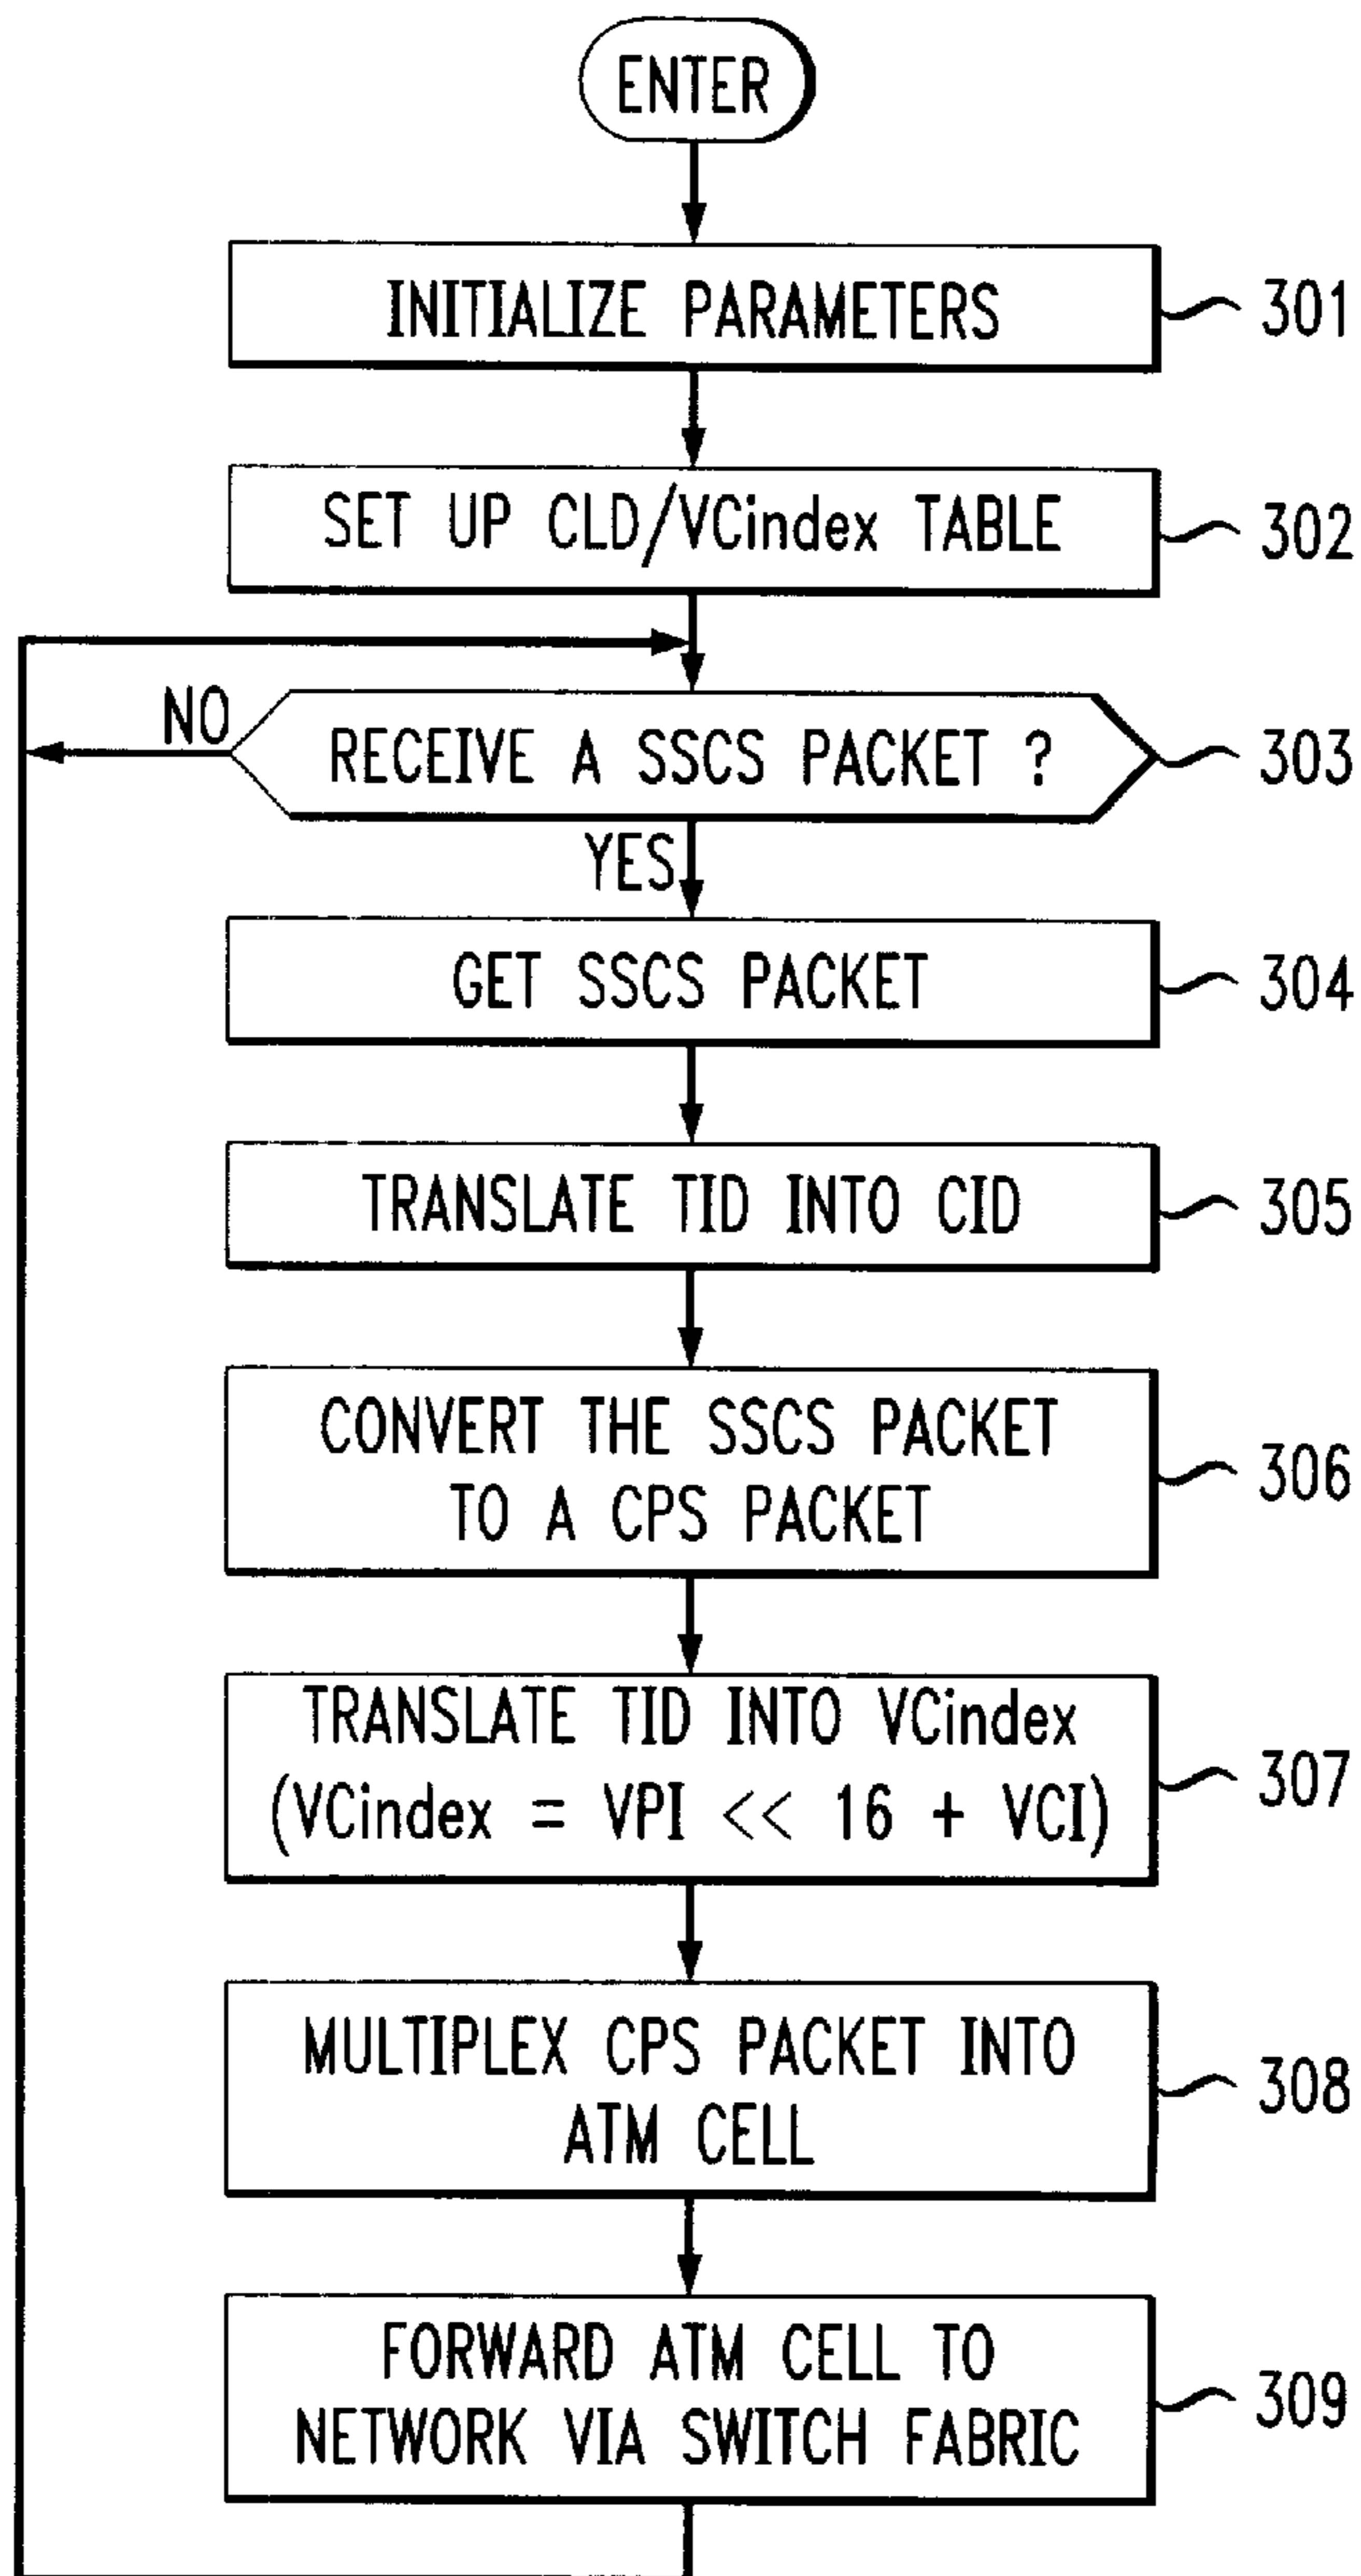 ENTER
INITIALIZE PARAMETERS
301
SET UP CLD/VCindex TABLE
302
NO
RECEIVE A SSCS PACKET ?
303
YES
GET SSCS PACKET
304
TRANSLATE TID INTO CID
305
CONVERT THE SSCS PACKET
TO A CPS PACKET
306
TRANSLATE TID INTO VCindex
(VCindex = VPI << 16 + VCI)
307
MULTIPLEX CPS PACKET INTO
ATM CELL
308
FORWARD ATM CELL TO
NETWORK VIA SWITCH FABRIC
309